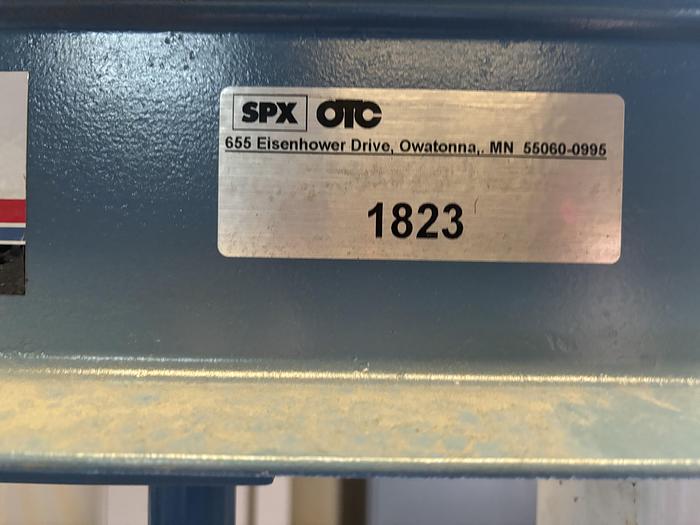 SPX OTC
655 Eisenhower Drive, Owatonna,. MN 55060-0995
1823